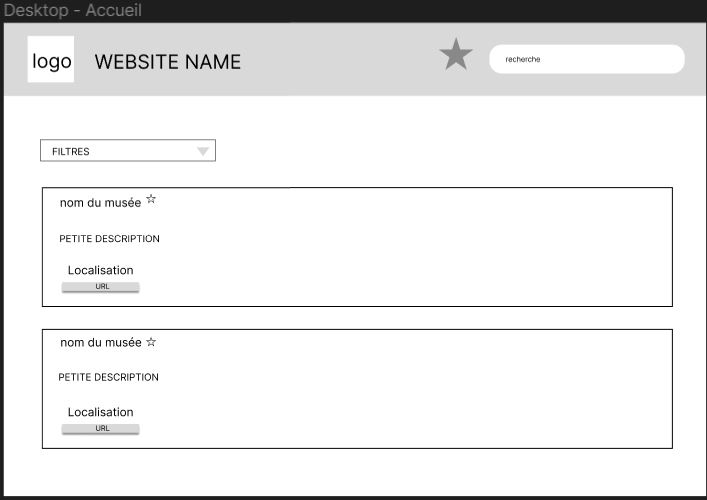 Desktop - Accueil
logo
WEBSITE NAME
recherche
FILTRES
nom du musée
PETITE DESCRIPTION
Localisation
URL
nom du musée
PETITE DESCRIPTION
Localisation
URL